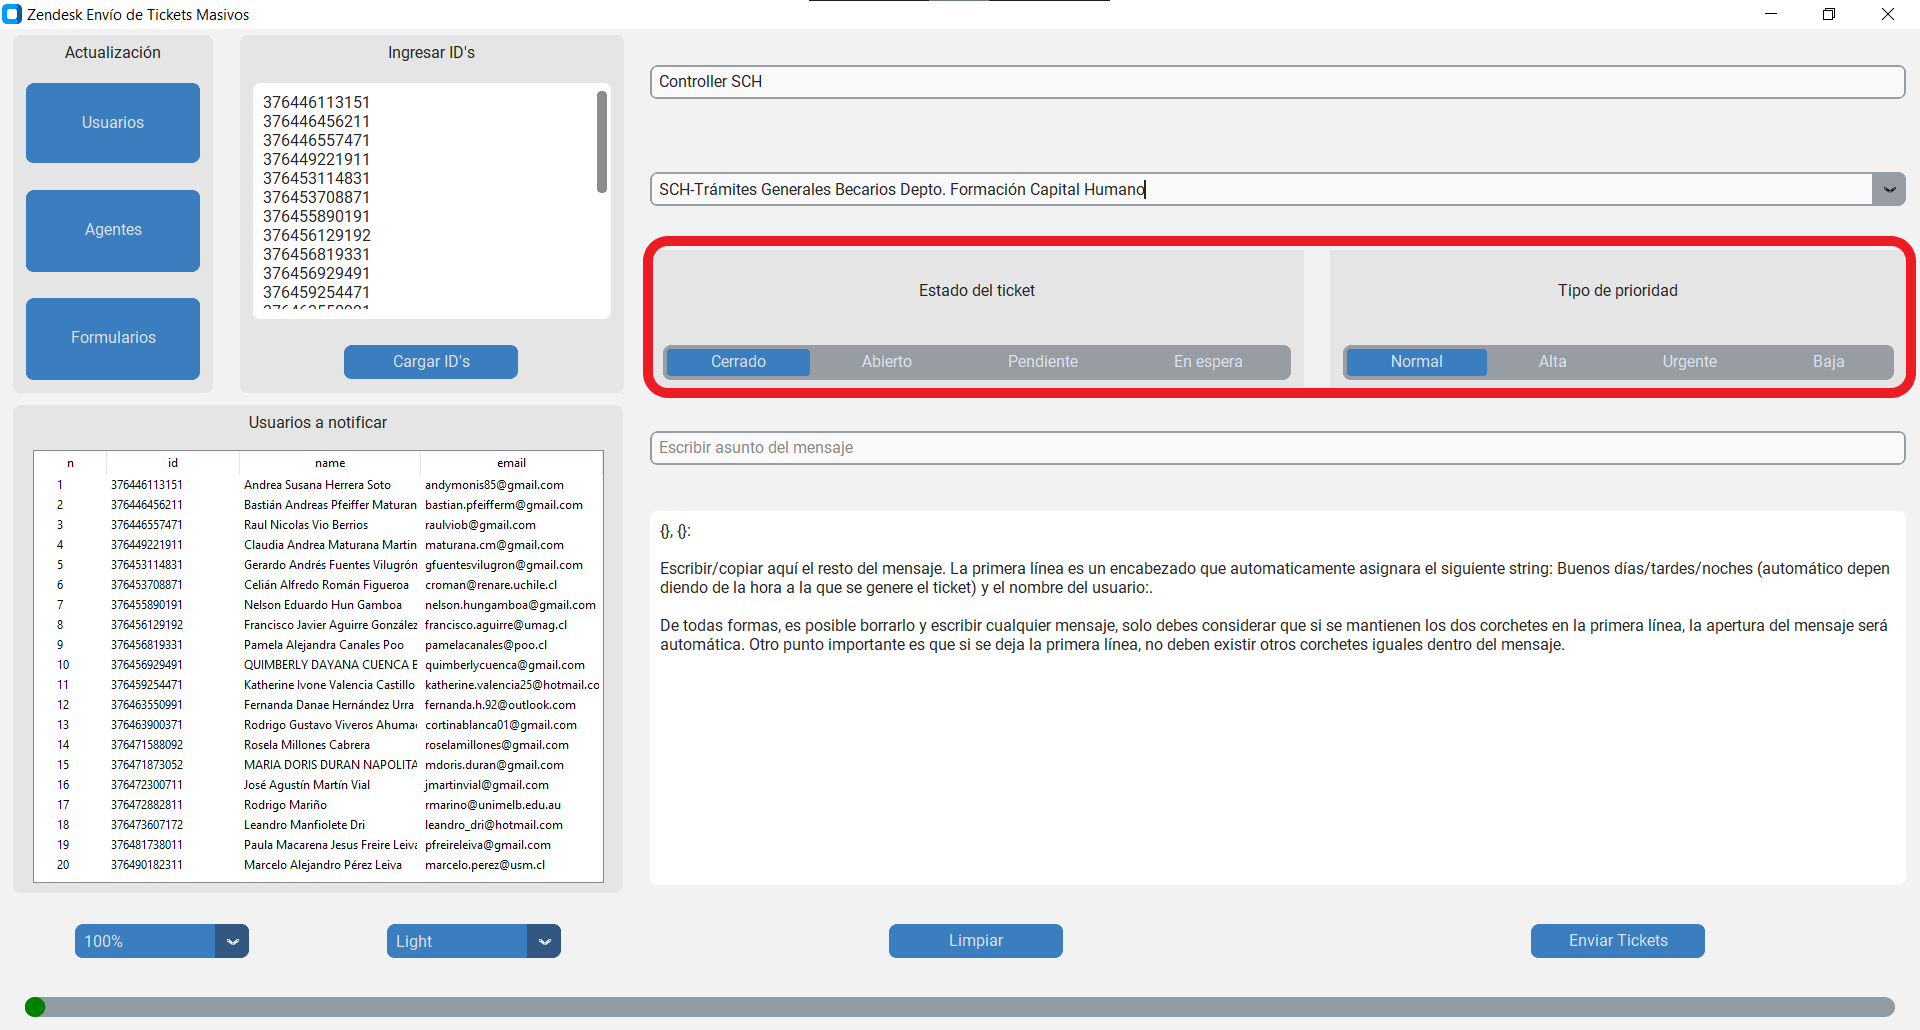 Zendesk Envío de Tickets Masivos
Actualización
Usuarios
Agentes
Formularios
Ingresar ID's
376446113151
376446456211
376446557471
376449221911
376453114831
376453708871
376455890191
376456129192
376456819331
376456929491
376459254471
Cargar ID's
Controller SCH
SCH-Trámites Generales Becarios Depto. Formación Capital Humano
Estado del ticket
Cerrado Abierto Pendiente En espera
Tipo de prioridad
Normal Alta Urgente Baja
Usuarios a notificar
n id name email
1 376446113151 Andrea Susana Herrera Soto andymonis85@gmail.com
2 376446456211 Bastián Andreas Pfeiffer Maturan bastian.pfeifferm@gmail.com
3 376446557471 Raul Nicolas Vio Berrios raulviob@gmail.com
4 376449221911 Claudia Andrea Maturana Martin maturana.cm@gmail.com
5 376453114831 Gerardo Andrés Fuentes Vilugrón gfuentesvilugron@gmail.com
6 376453708871 Celián Alfredo Román Figueroa croman@renare.uchile.cl
7 376455890191 Nelson Eduardo Hun Gamboa nelson.hungamboa@gmail.com
8 376456129192 Francisco Javier Aguirre González francisco.aguirre@umag.cl
9 376456819331 Pamela Alejandra Canales Poo pamelacanales@poo.cl
10 376456929491 QUIMBERLY DAYANA CUENCA E quimberlycuenca@gmail.com
11 376459254471 Katherine Ivone Valencia Castillo katherine.valencia25@hotmail.co
12 376463550991 Fernanda Danae Hernández Urra fernanda.h.92@outlook.com
13 376463900371 Rodrigo Gustavo Viveros Ahuma cortinablanca01@gmail.com
14 376471588092 Rosela Millones Cabrera roselamillones@gmail.com
15 376471873052 MARIA DORIS DURAN NAPOLITA mdoris.duran@gmail.com
16 376472300711 José Agustín Martín Vial jmartinvial@gmail.com
17 376472882811 Rodrigo Mariño rmarino@unimelb.edu.au
18 376473607172 Leandro Manfiolete Dri leandro_dri@hotmail.com
19 376481738011 Paula Macarena Jesus Freire Leiva pfreireleiva@gmail.com
20 376490182311 Marcelo Alejandro Pérez Leiva marcelo.perez@usm.cl
Escribir asunto del mensaje
{}, {}:
Escribir/copiar aquí el resto del mensaje. La primera línea es un encabezado que automaticamente asignara el siguiente string: Buenos días/tardes/noches (automático depen
diendo de la hora a la que se genere el ticket) y el nombre del usuario:.
De todas formas, es posible borrarlo y escribir cualquier mensaje, solo debes considerar que si se mantienen los dos corchetes en la primera línea, la apertura del mensaje será
automática. Otro punto importante es que si se deja la primera línea, no deben existir otros corchetes iguales dentro del mensaje.
100%
Light
Limpiar
Enviar Tickets